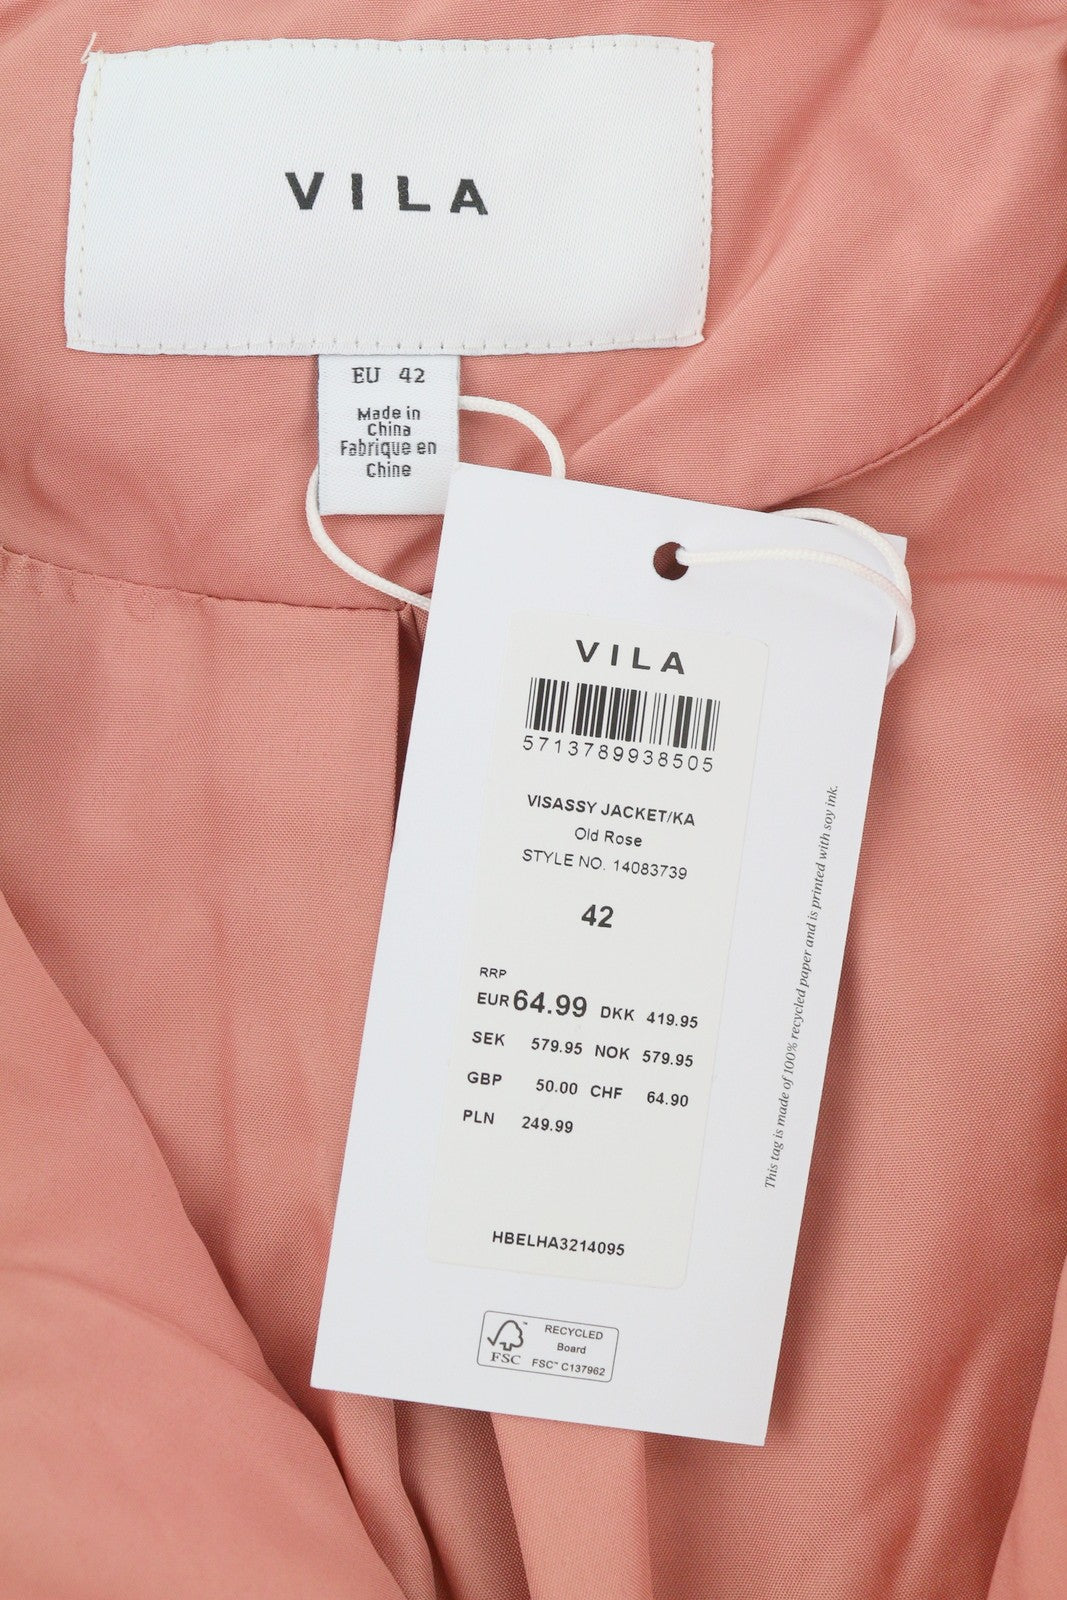 VILA
EU 42
Made in
China
Fabrique en
Chine
VILA
5713789938505
VISASSY JACKET/KA
Old Rose
STYLE NO. 14083739
42
RRP
EUR 64.99 DKK 419.95
SEK 579.95 NOK 579.95
GBP 50.00 CHF 64.90
PLN 249.99
HBELHA3214095
This tag is made of 100% recycled paper and is printed with soy ink.
FSC™
RECYCLED
Board
FSC™ C137962